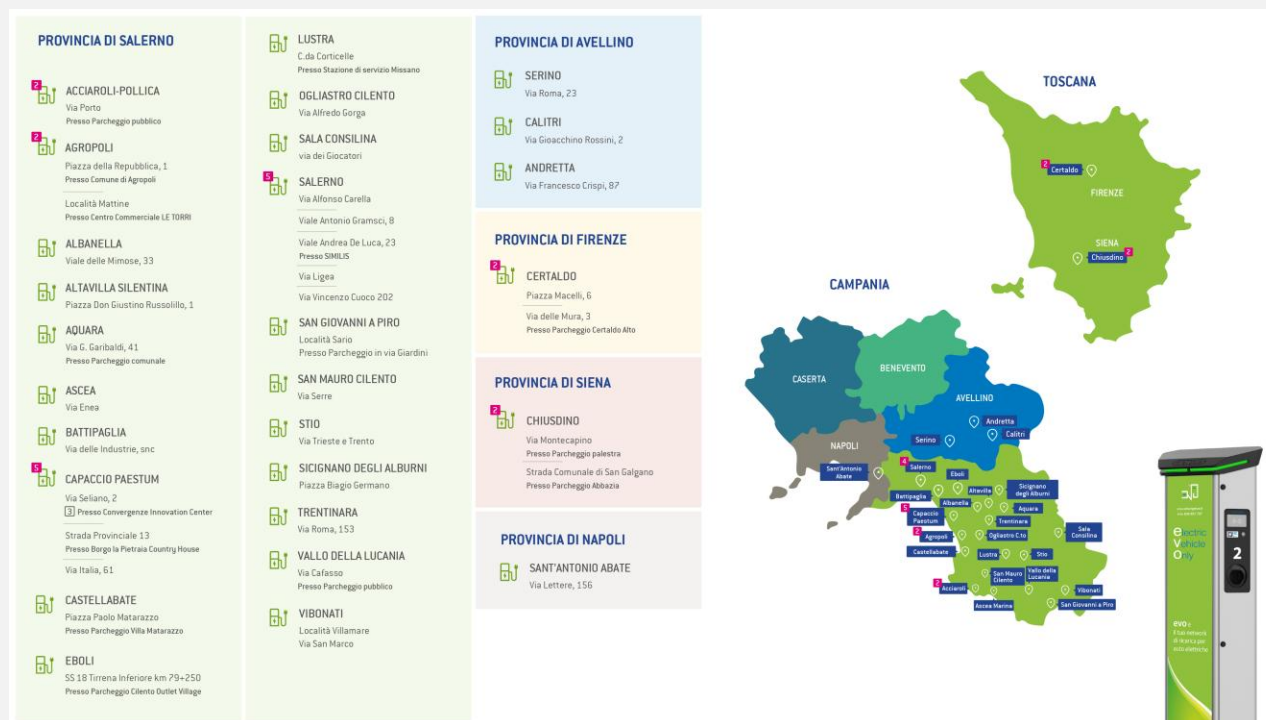 PROVINCIA DI SALERNO
2
ACCIAROLI-POLLICA
Via Porto
Presso Parcheggio pubblico
2
AGROPOLI
Piazza della Repubblica, 1
Presso Comune di Agropoli
Località Mattine
Presso Centro Commerciale LE TORRI
ALBANELLA
Viale delle Mimose, 33
ALTAVILLA SILENTINA
Piazza Don Giustino Russolillo, 1
AQUARA
Via G. Garibaldi, 41
Presso Parcheggio comunale
ASCEA
Via Enea
BATTIPAGLIA
Via delle Industrie, snc
5
CAPACCIO PAESTUM
Via Seliano, 2
3 Presso Convergenze Innovation Center
Strada Provinciale 13
Presso Borgo la Pietraia Country House
Via Italia, 61
CASTELLABATE
Piazza Paolo Matarazzo
Presso Parcheggio Villa Matarazzo
EBOLI
SS 18 Tirrena Inferiore km 79+250
Presso Parcheggio Cilento Outlet Village
LUSTRA
C.da Corticelle
Presso Stazione di servizio Missano
OGLIASTRO CILENTO
Via Alfredo Gorga
SALA CONSILINA
via dei Giocatori
5
SALERNO
Via Alfonso Carella
Viale Antonio Gramsci, 8
Viale Andrea De Luca, 23
Presso SIMILIS
Via Ligea
Via Vincenzo Cuoco 202
SAN GIOVANNI A PIRO
Località Sario
Presso Parcheggio in via Giardini
SAN MAURO CILENTO
Via Serre
STIO
Via Trieste e Trento
SICIGNANO DEGLI ALBURNI
Piazza Biagio Germano
TRENTINARA
Via Roma, 153
VALLO DELLA LUCANIA
Via Cafasso
Presso Parcheggio pubblico
VIBONATI
Località Villamare
Via San Marco
PROVINCIA DI AVELLINO
SERINO
Via Roma, 23
CALITRI
Via Gioacchino Rossini, 2
ANDRETTA
Via Francesco Crispi, 87
PROVINCIA DI FIRENZE
2
CERTALDO
Piazza Macelli, 6
Via delle Mura, 3
Presso Parcheggio Certaldo Alto
PROVINCIA DI SIENA
2
CHIUSDINO
Via Montecapino
Presso Parcheggio palestra
Strada Comunale di San Galgano
Presso Parcheggio Abbazia
PROVINCIA DI NAPOLI
SANT'ANTONIO ABATE
Via Lettere, 156
TOSCANA
2
Certaldo
FIRENZE
SIENA
Chiusdino
2
CAMPANIA
BENEVENTO
CASERTA
AVELLINO
Andretta
Calitri
Serino
NAPOLI
Sant'Antonio
Abate
4
Salerno
Eboli
Battipaglia
Altavilla
Sicignano
degli Alburni
Albanella
Aquara
5
Capaccio
Paestum
Trentinara
2
Agropoli
Ogliastro C.to
Sala
Consilina
Castellabate
Lustra
Stio
San Mauro
Cilento
Vallo della
Lucania
2
Acciaroli
Ascea Marina
Vibonati
San Giovanni a Piro
electric
Vehicle
Only
2
evo è
il tuo network
di ricarica per
auto elettriche